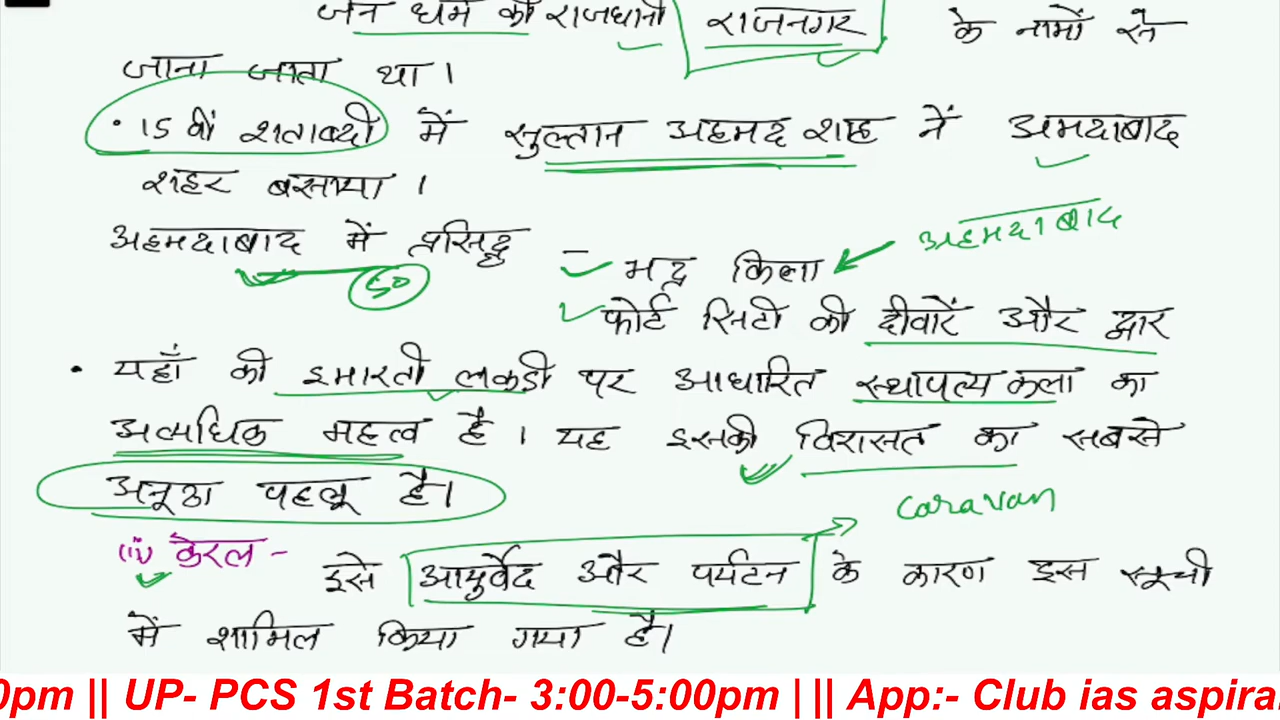 जैन धर्म की राजधानी राजनगर के नामों से
जाना जाता था।
• 15 वीं शताब्दी में सुल्तान अहमद शाह ने अमदाबाद
शहर बसाया ।
अहमदाबाद में प्रसिद्ध – भद्र किला अहमदाबाद
50
फोर्ट सिटी की दीवारें और द्वार
• यहाँ की इमारती लकडी पर आधारित स्थापत्य कला का
अत्यधिक महत्व है । यह इसकी विरासत का सबसे
अनूठा पहलू है।
caravan
केरल – इसे आयुर्वेद और पर्यटन के कारण इस सूची
में शामिल किया गया है।
0pm || UP- PCS 1st Batch- 3:00-5:00pm | || App:- Club ias aspira